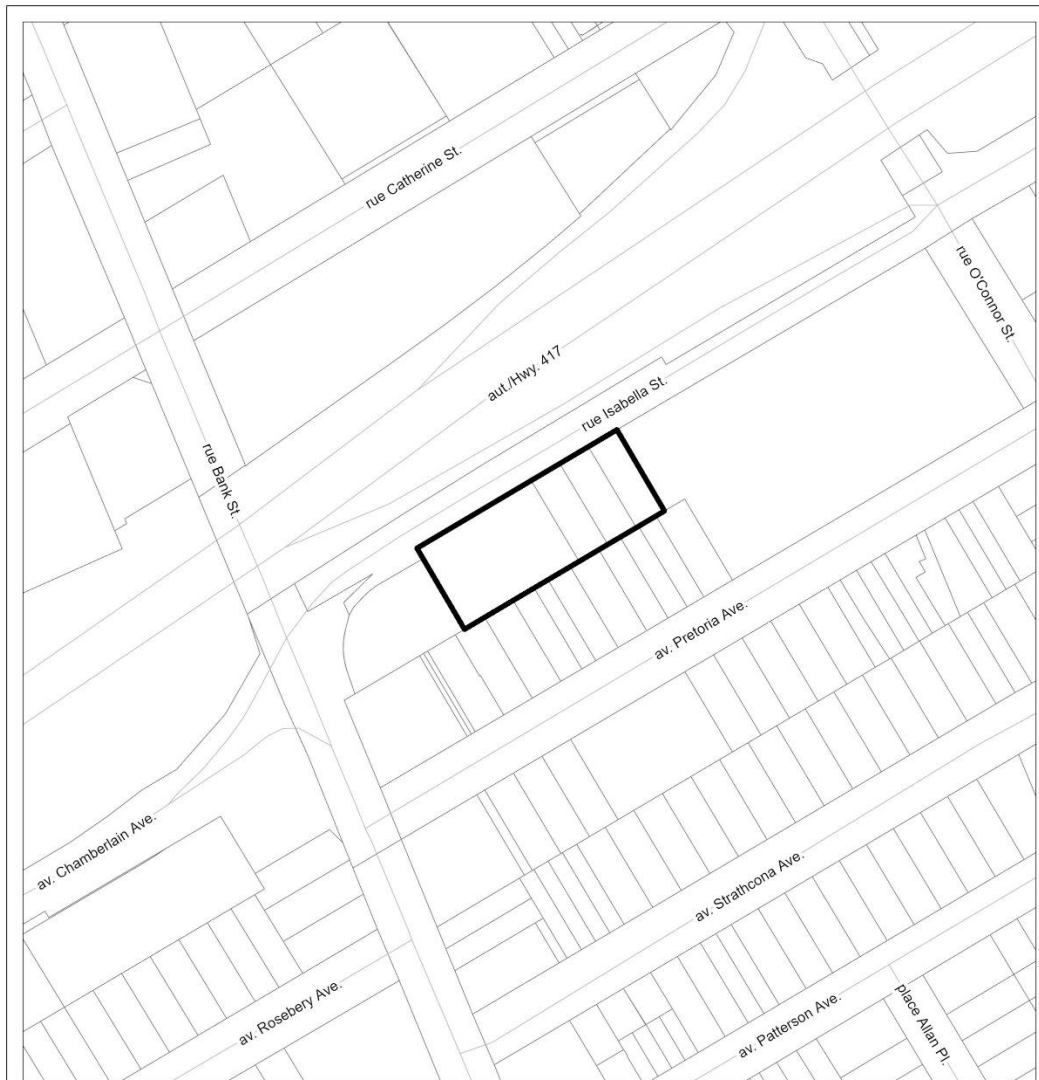 rue Catherine St.
rue O'Connor St.
aut./Hwy. 417
rue Isabella St.
rue Bank St.
av. Pretoria Ave.
av. Chamberlain Ave.
av. Strathcona Ave.
av. Rosebery Ave.
av. Patterson Ave.
place Allan Pl.